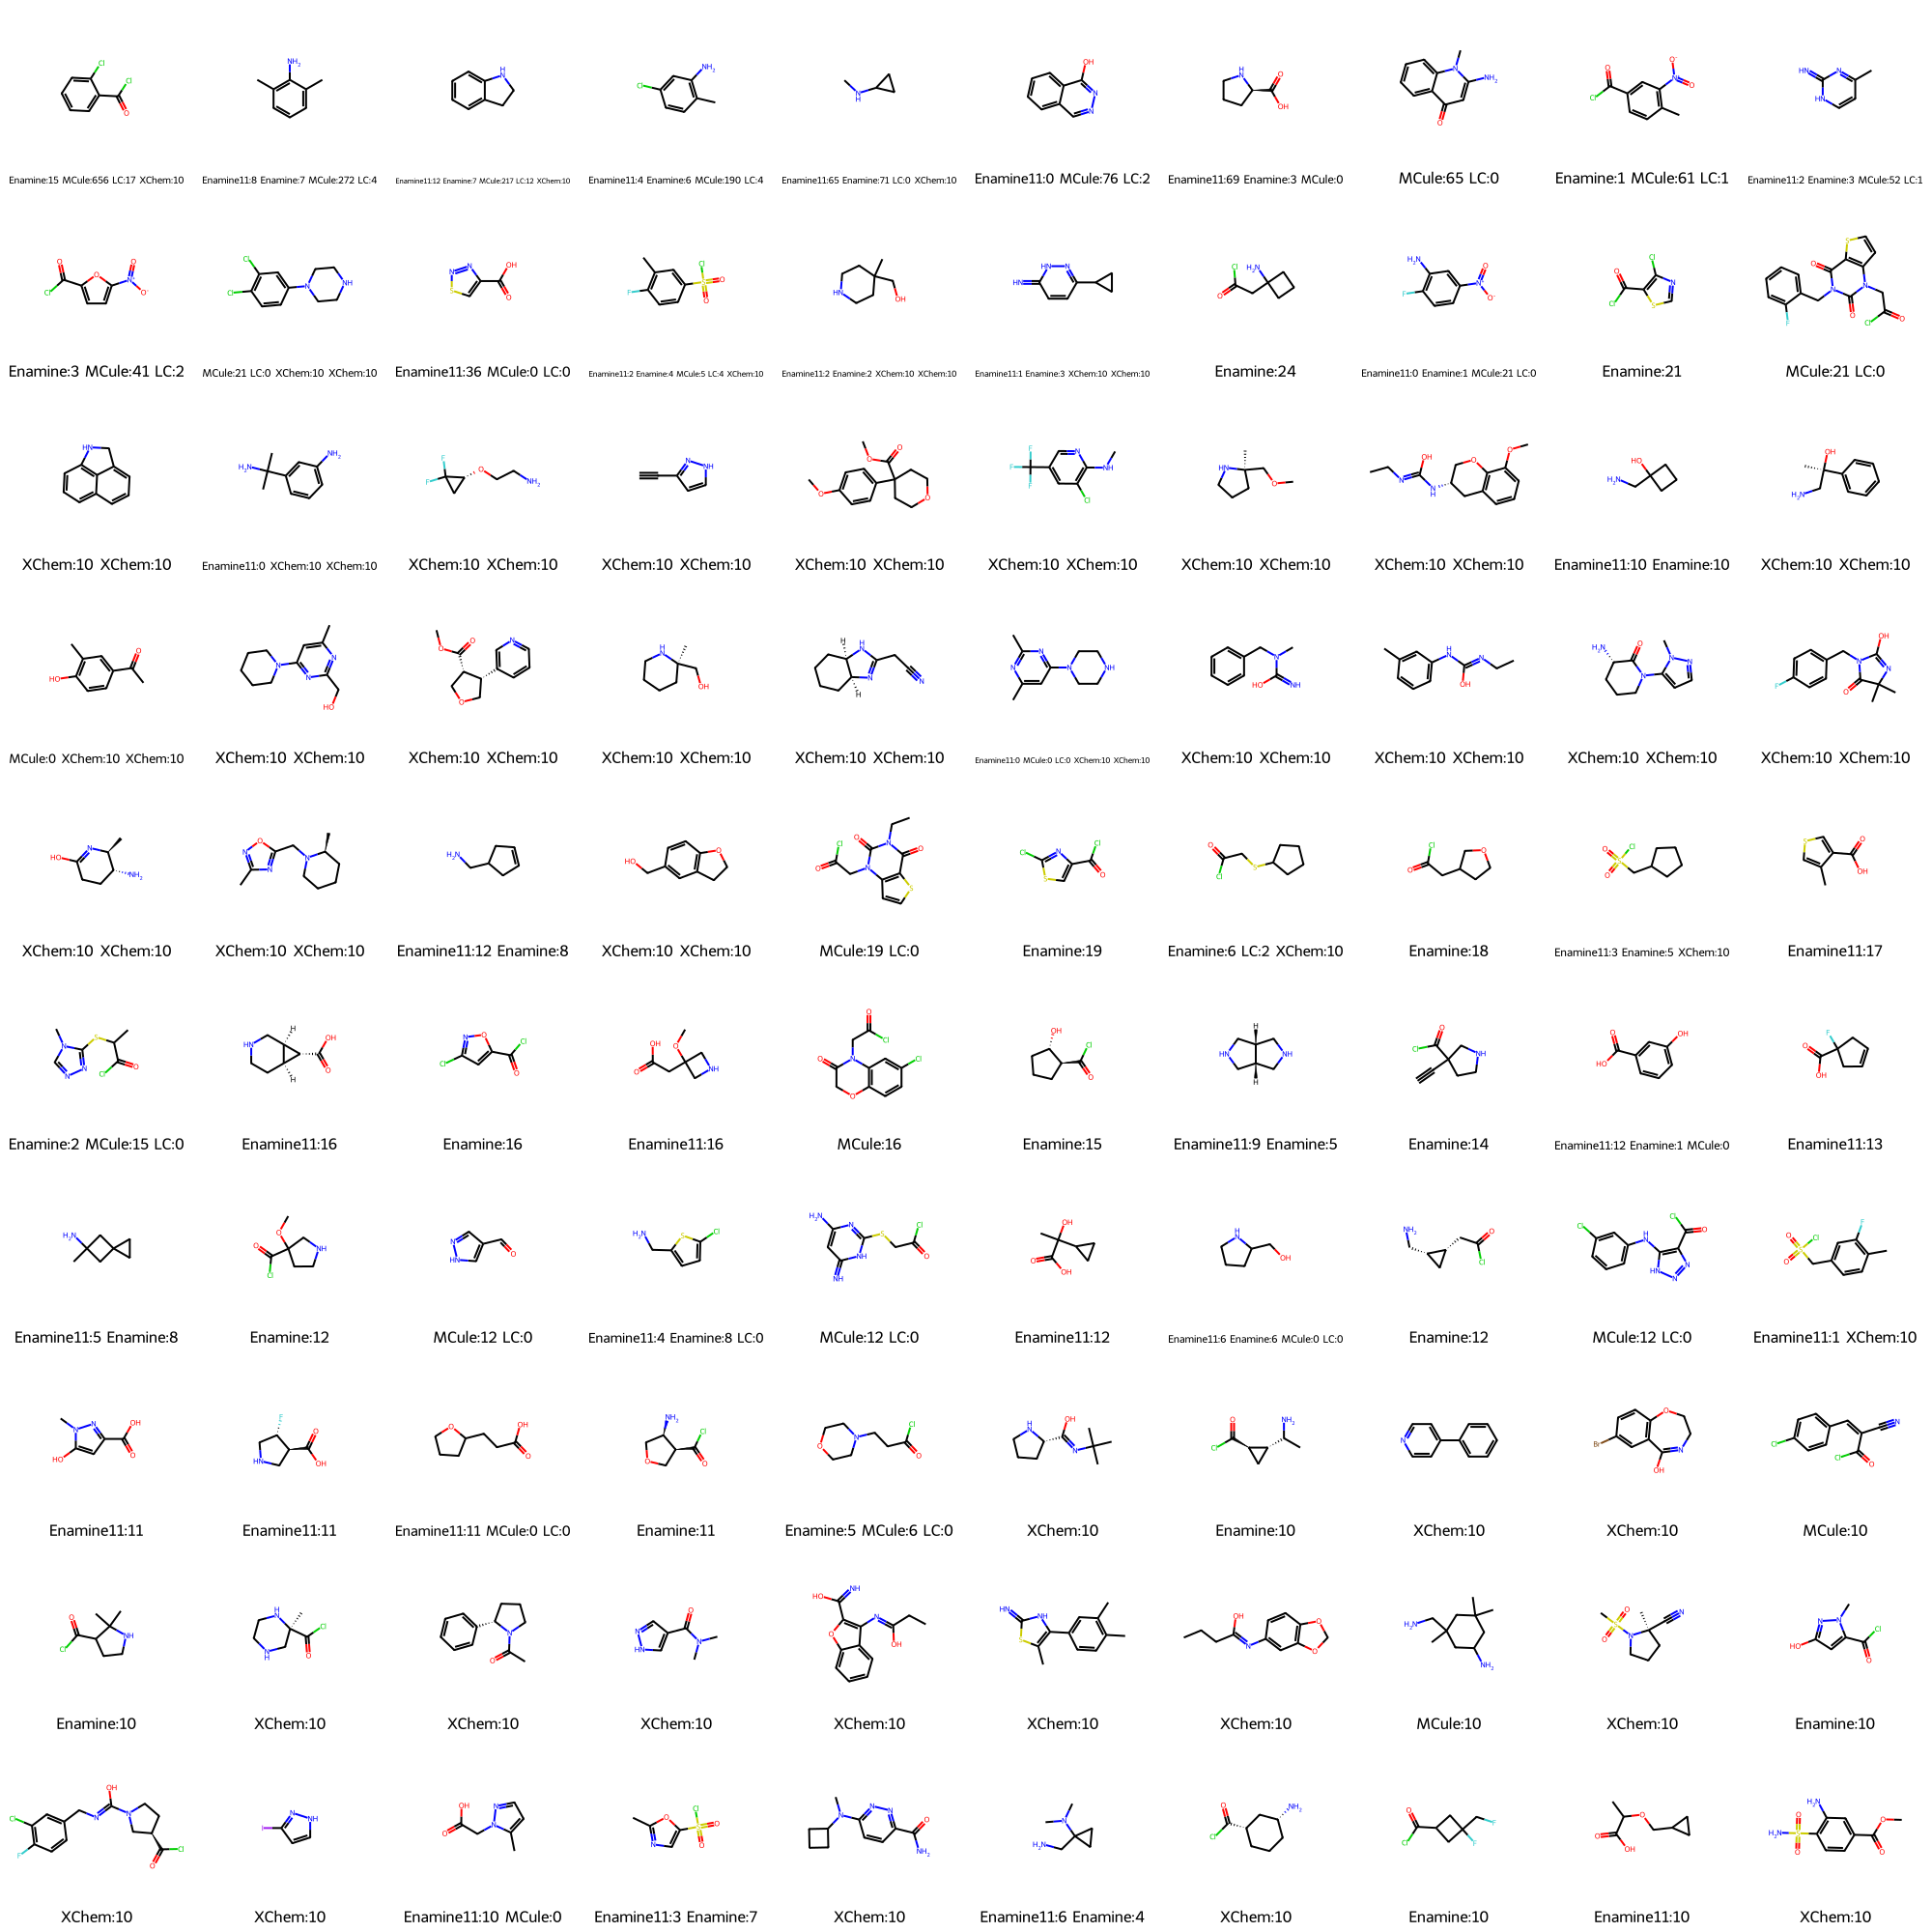 Enamine:15 MCule:656 LC:17 XChem:10
Enamine11:8 Enamine:7 MCule:272 LC:4
Enamine11:12 Enamine:7 MCule:217 LC:12 XChem:10
Enamine11:4 Enamine:6 MCule:190 LC:4
Enamine11:65 Enamine:71 LC:0 XChem:10
Enamine11:0 MCule:76 LC:2
Enamine11:69 Enamine:3 MCule:0
MCule:65 LC:0
Enamine:1 MCule:61 LC:1
Enamine11:2 Enamine:3 MCule:52 LC:1
Enamine:3 MCule:41 LC:2
MCule:21 LC:0 XChem:10 XChem:10
Enamine11:36 MCule:0 LC:0
Enamine11:2 Enamine:4 MCule:5 LC:4 XChem:10
Enamine11:2 Enamine:2 XChem:10 XChem:10
Enamine11:1 Enamine:3 XChem:10 XChem:10
Enamine:24
Enamine11:0 Enamine:1 MCule:21 LC:0
Enamine:21
MCule:21 LC:0
XChem:10 XChem:10
Enamine11:0 XChem:10 XChem:10
XChem:10 XChem:10
XChem:10 XChem:10
XChem:10 XChem:10
XChem:10 XChem:10
XChem:10 XChem:10
XChem:10 XChem:10
Enamine11:10 Enamine:10
XChem:10 XChem:10
MCule:0 XChem:10 XChem:10
XChem:10 XChem:10
XChem:10 XChem:10
XChem:10 XChem:10
XChem:10 XChem:10
Enamine11:0 MCule:0 LC:0 XChem:10 XChem:10
XChem:10 XChem:10
XChem:10 XChem:10
XChem:10 XChem:10
XChem:10 XChem:10
XChem:10 XChem:10
XChem:10 XChem:10
Enamine11:12 Enamine:8
XChem:10 XChem:10
MCule:19 LC:0
Enamine:19
Enamine:6 LC:2 XChem:10
Enamine:18
Enamine11:3 Enamine:5 XChem:10
Enamine11:17
Enamine:2 MCule:15 LC:0
Enamine11:16
Enamine:16
Enamine11:16
MCule:16
Enamine:15
Enamine11:9 Enamine:5
Enamine:14
Enamine11:12 Enamine:1 MCule:0
Enamine11:13
Enamine11:5 Enamine:8
Enamine:12
MCule:12 LC:0
Enamine11:4 Enamine:8 LC:0
MCule:12 LC:0
Enamine11:12
Enamine11:6 Enamine:6 MCule:0 LC:0
Enamine:12
MCule:12 LC:0
Enamine11:1 XChem:10
Enamine11:11
Enamine11:11
Enamine11:11 MCule:0 LC:0
Enamine:11
Enamine:5 MCule:6 LC:0
XChem:10
Enamine:10
XChem:10
XChem:10
MCule:10
Enamine:10
XChem:10
XChem:10
XChem:10
XChem:10
XChem:10
XChem:10
MCule:10
XChem:10
Enamine:10
XChem:10
XChem:10
Enamine11:10 MCule:0
Enamine11:3 Enamine:7
XChem:10
Enamine11:6 Enamine:4
XChem:10
Enamine:10
Enamine11:10
XChem:10